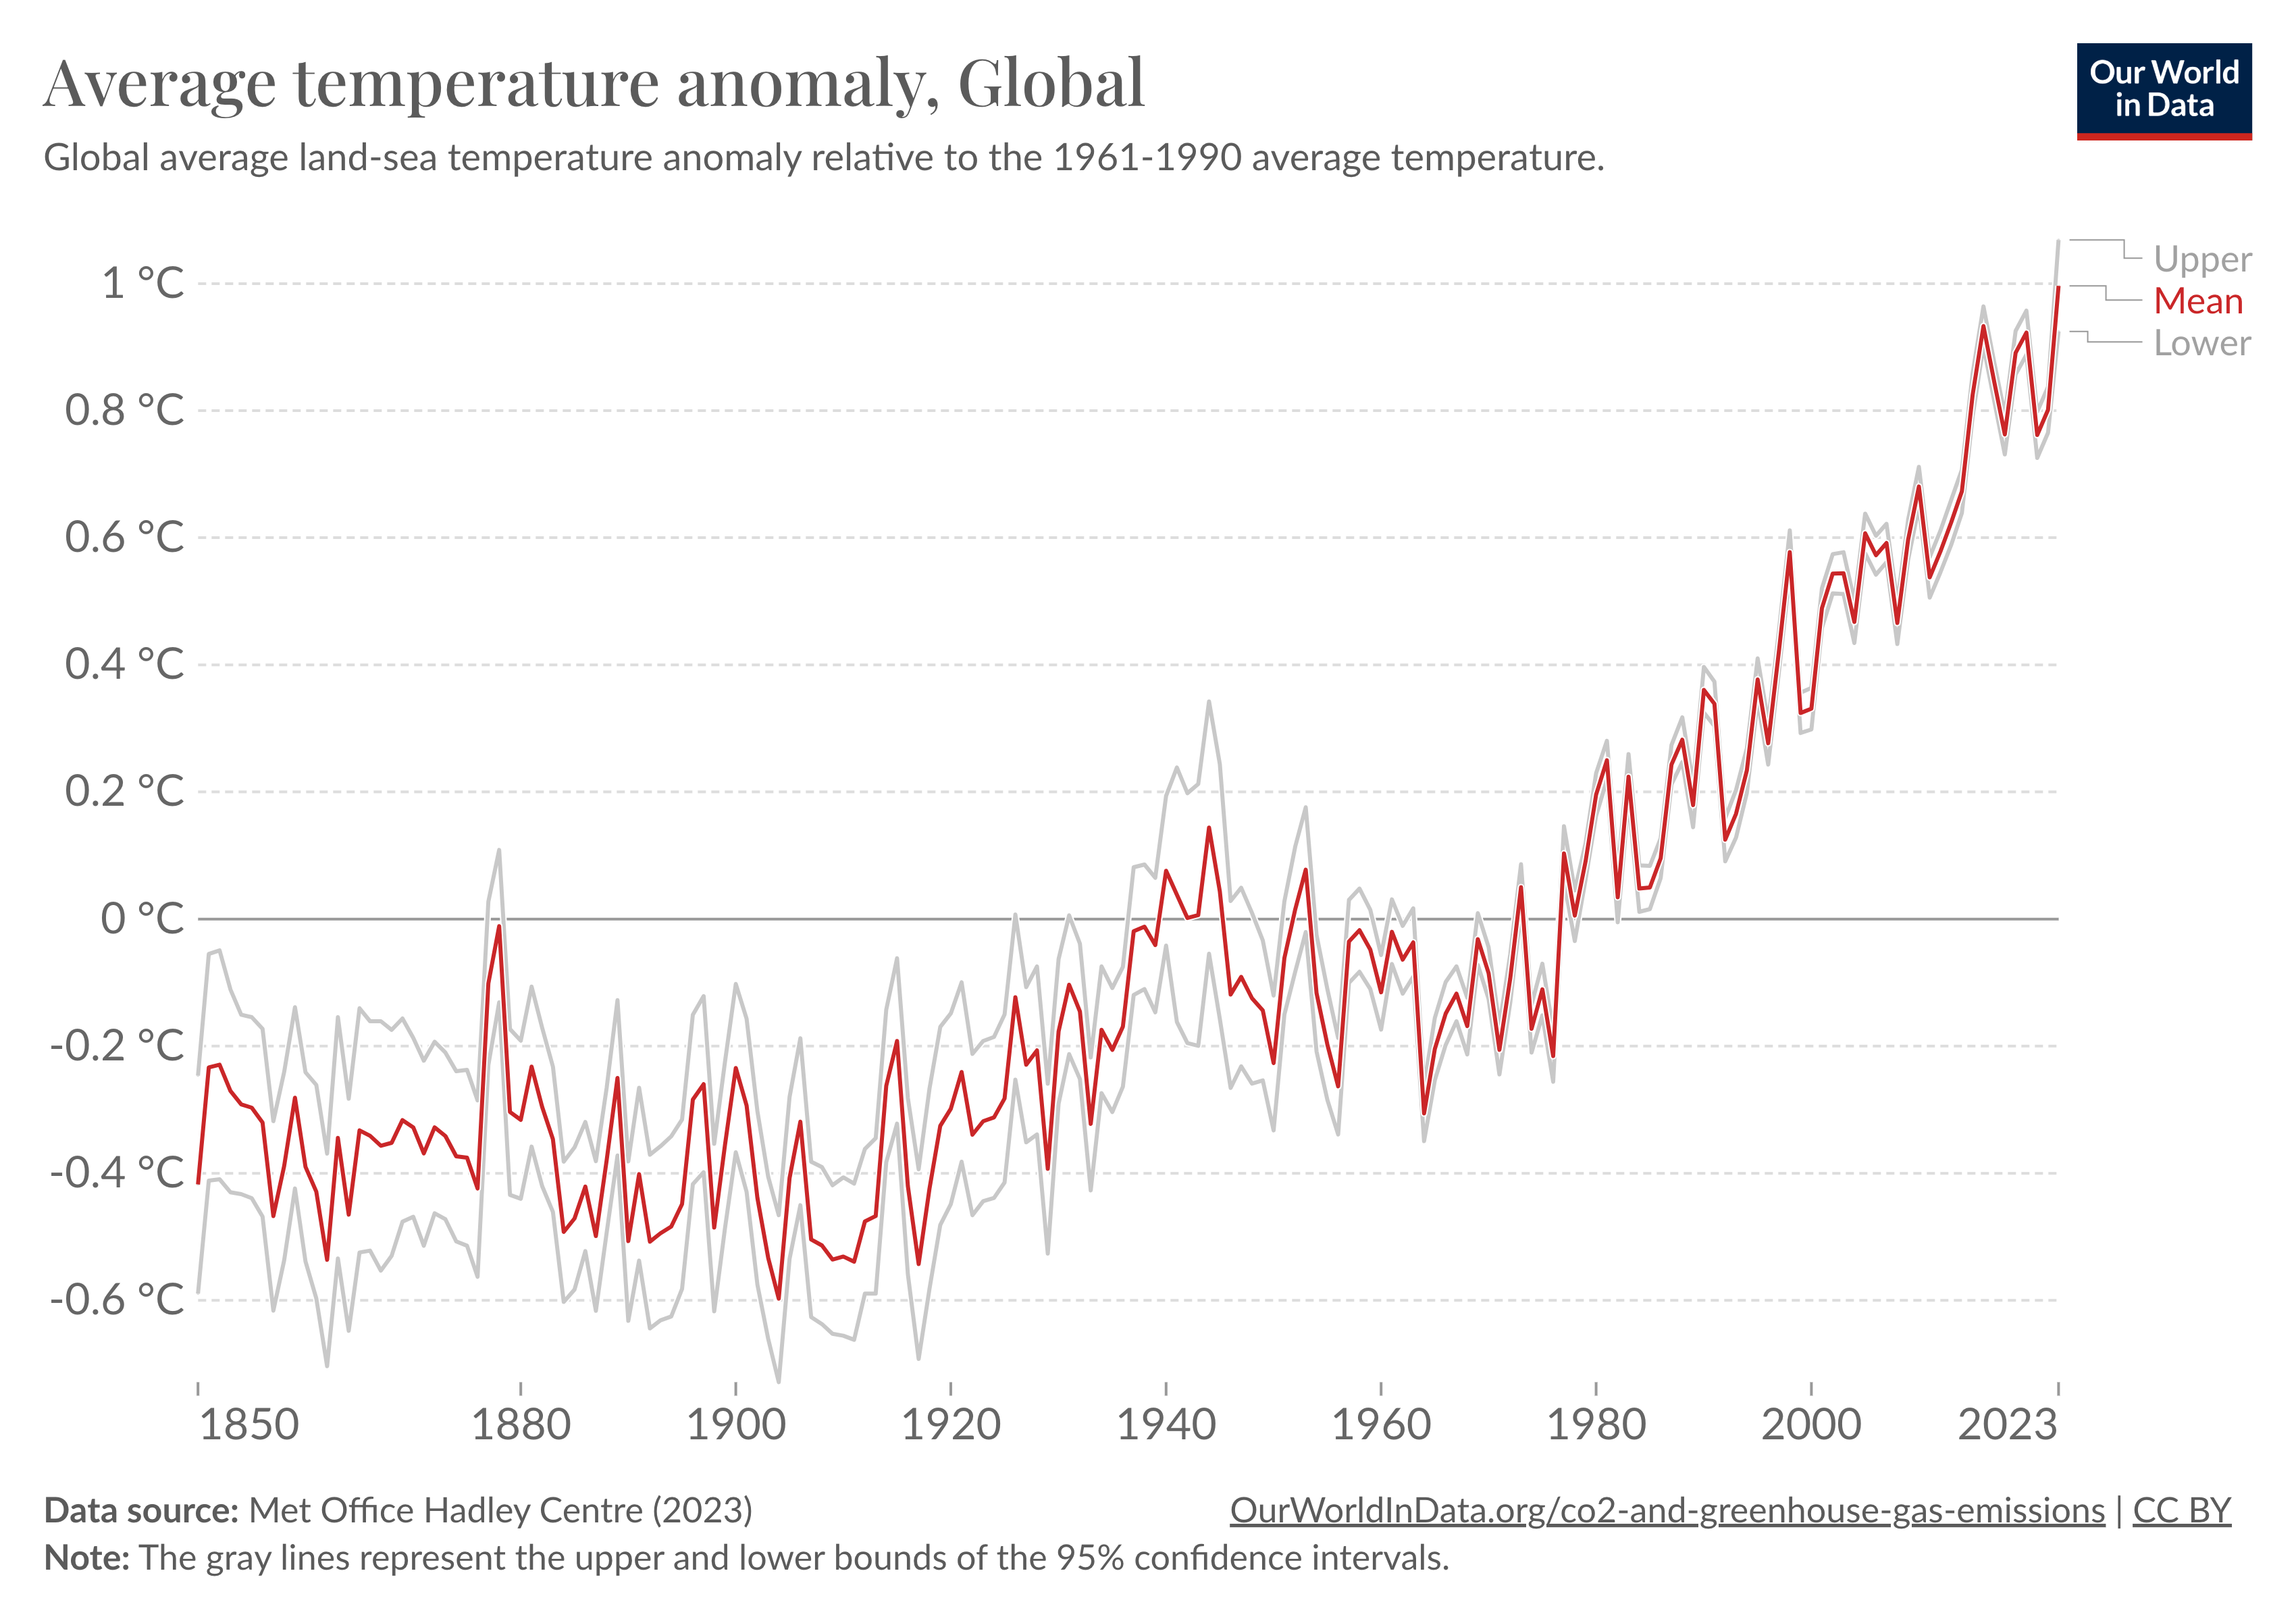 Average temperature anomaly, Global
Our World
in Data
Global average land-sea temperature anomaly relative to the 1961-1990 average temperature.
1 °C
0.8 °C
0.6 °C
0.4 °C
0.2 °C
0 °C
-0.2 °C
-0.4 °C
-0.6 °C
Upper
Mean
Lower
1850 1880 1900 1920 1940 1960 1980 2000 2023
Data source: Met Office Hadley Centre (2023)
OurWorldInData.org/co2-and-greenhouse-gas-emissions | CC BY
Note: The gray lines represent the upper and lower bounds of the 95% confidence intervals.